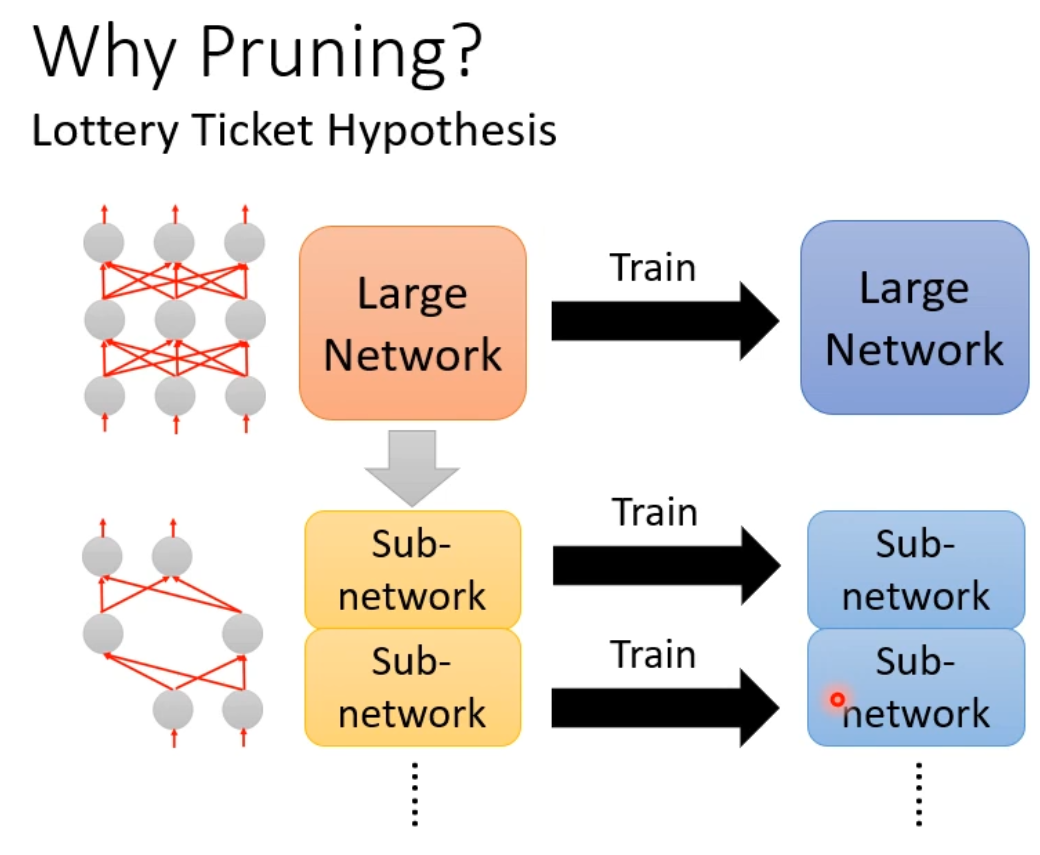 Why Pruning?
Lottery Ticket Hypothesis
Large
Network
Train
Large
Network
Sub-
network
Train
Sub-
network
Sub-
network
Train
Sub-
network